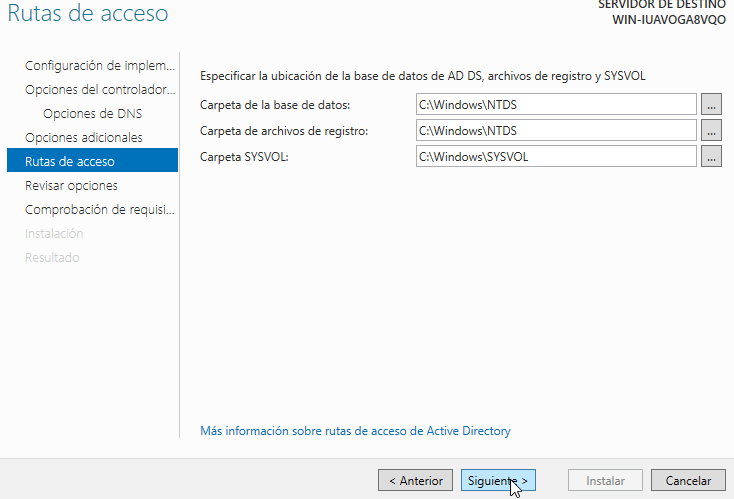 Rutas de acceso
SERVIDOR DE DESTINO
WIN-IUAVOGA8VQO
Configuración de implem...
Opciones del controlador...
Opciones de DNS
Opciones adicionales
Rutas de acceso
Revisar opciones
Comprobación de requisi...
Instalación
Resultado
Especificar la ubicación de la base de datos de AD DS, archivos de registro y SYSVOL
Carpeta de la base de datos: C:\Windows\NTDS ...
Carpeta de archivos de registro: C:\Windows\NTDS ...
Carpeta SYSVOL: C:\Windows\SYSVOL ...
Más información sobre rutas de acceso de Active Directory
< Anterior Siguiente > Instalar Cancelar